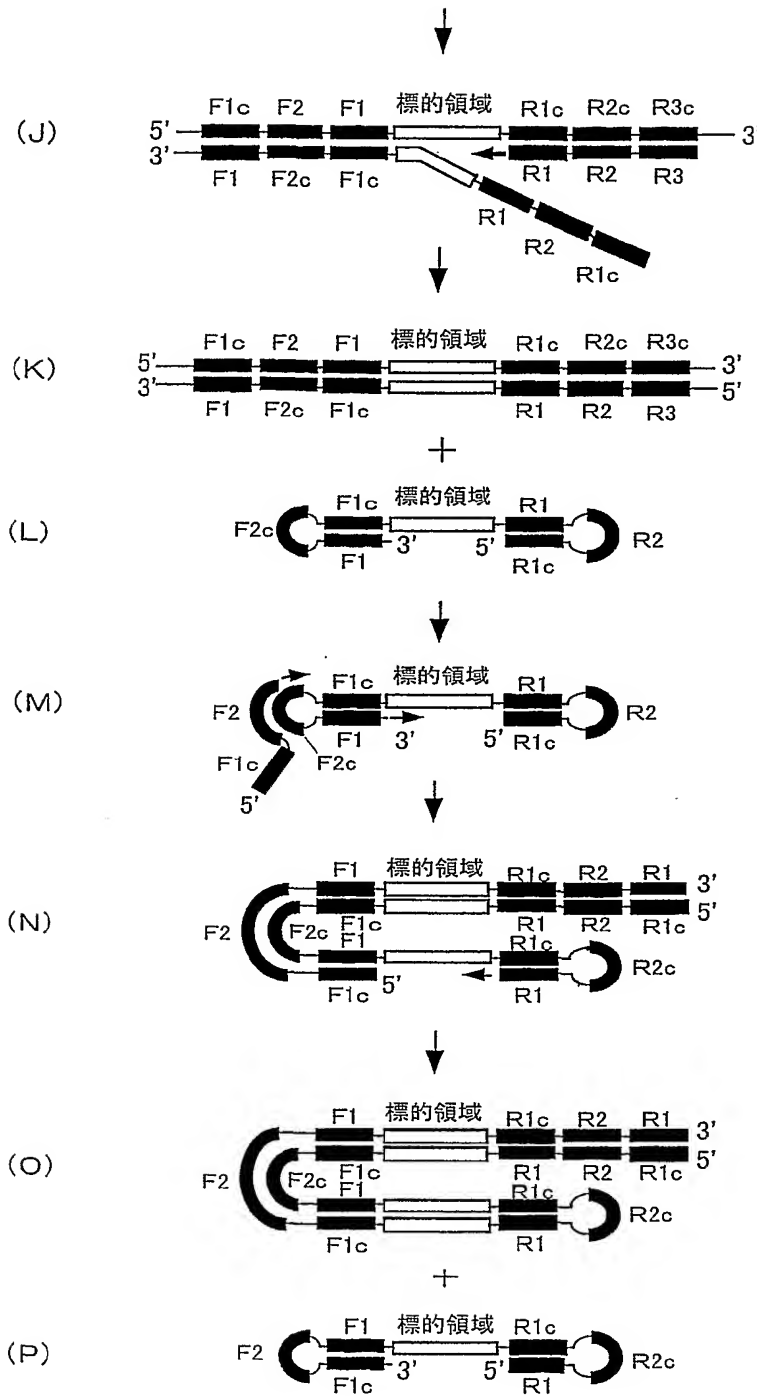 F1c F2 F1 標的領域 R1c R2c R3c
(J) 5' 3'
3'
F1 F2c F1c R1 R2 R3
R1
R2
R1c
F1c F2 F1 標的領域 R1c R2c R3c
(K) 5' 3'
3' 5'
F1 F2c F1c R1 R2 R3
+
F1c 標的領域 R1
(L) F2c R2
3' 5'
F1 R1c
F1c 標的領域 R1
(M) F2 R2
F1 3' 5' R1c
F1c F2c
5'
F1 標的領域 R1c R2 R1
3'
5'
(N) F2 F2c F1c R1 R2 R1c
F1 R1c
R2c
5'
F1c R1
F1 標的領域 R1c R2 R1
3'
5'
(O) F2 F2c F1c R1 R2 R1c
F1 R1c
R2c
F1c R1
+
F1 標的領域 R1c
(P) F2 R2c
3' 5'
F1c R1